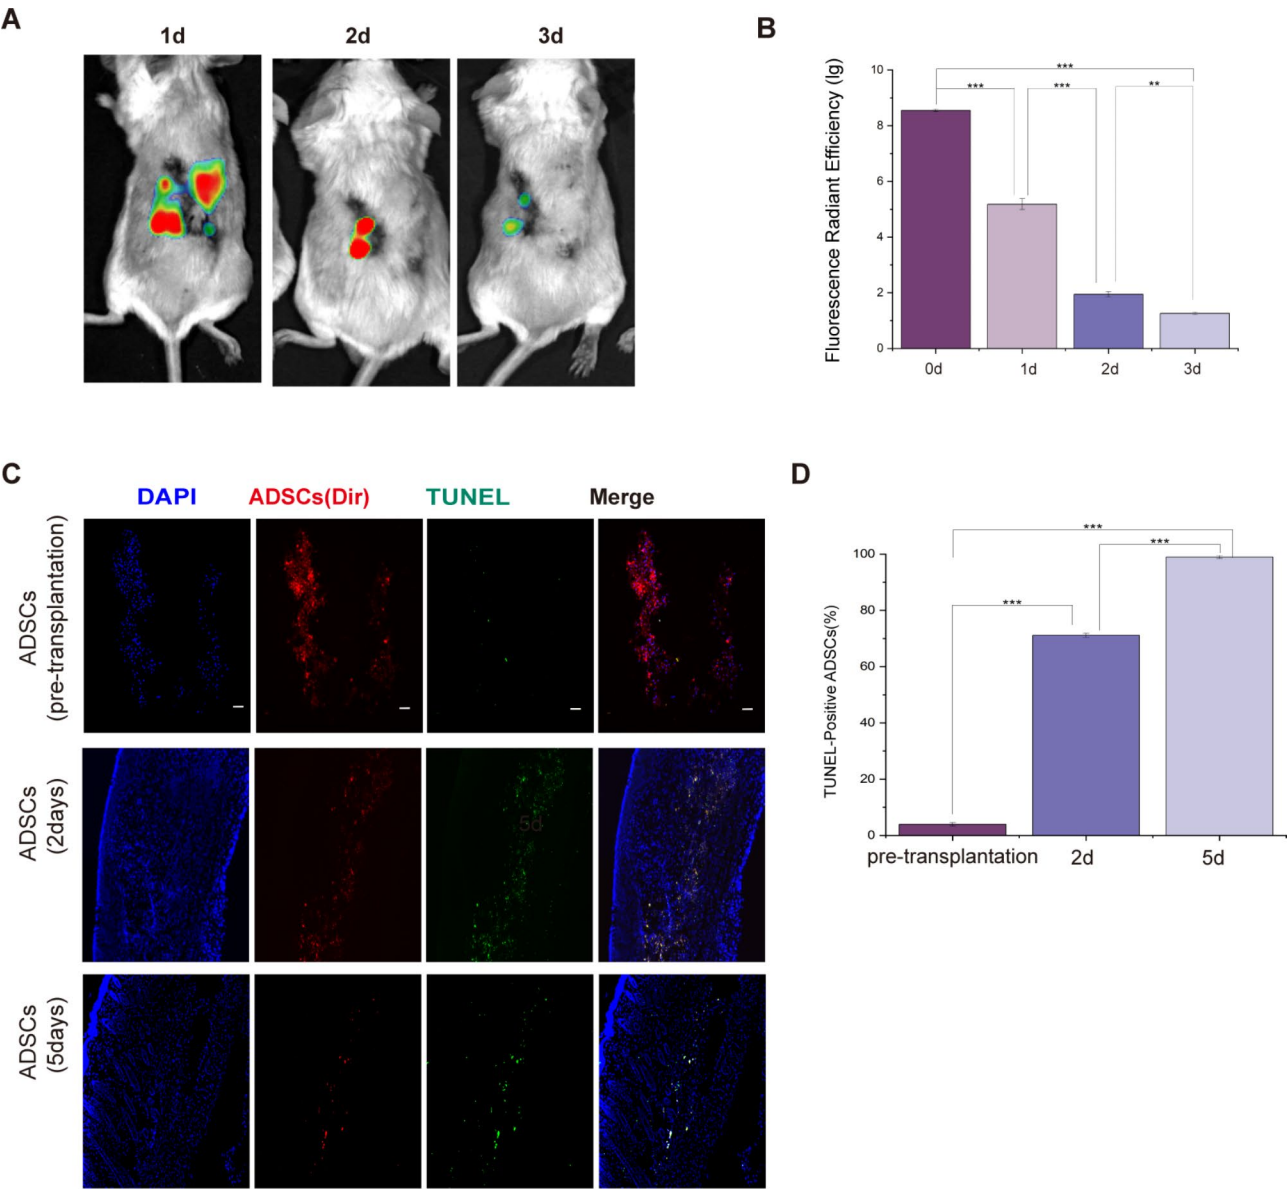 A
1d 2d 3d
B
Fluorescence Radiant Efficiency (lg)
10
8
6
4
2
0
***
*** *** **
0d 1d 2d 3d
C
DAPI ADSCs(Dir) TUNEL Merge
ADSCs
(pre-transplantation)
ADSCs
(2days)
5d
ADSCs
(5days)
D
TUNEL-Positive ADSCs(%)
100
80
60
40
20
0
***
***
***
pre-transplantation 2d 5d